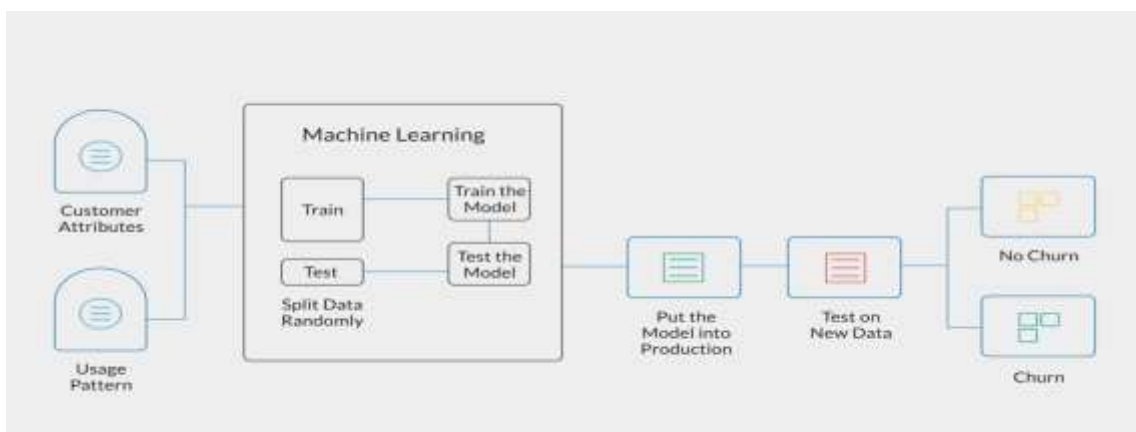 Customer
Attributes
Usage
Pattern
Machine Learning
Train
Test
Split Data
Randomly
Train the
Model
Test the
Model
Put the
Model into
Production
Test on
New Data
No Churn
Churn